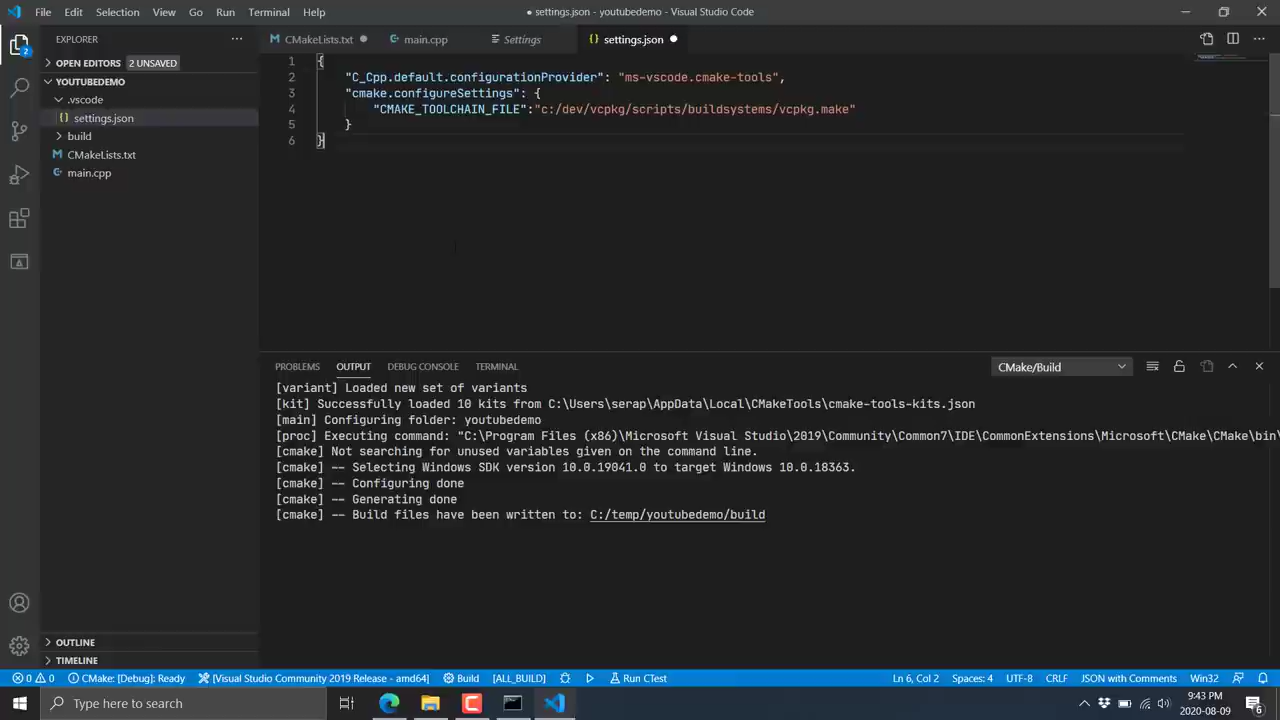 File Edit Selection View Go Run Terminal Help
● settings.json - youtubedemo - Visual Studio Code
EXPLORER
CMakeLists.txt
main.cpp
Settings
settings.json
2
OPEN EDITORS 2 UNSAVED
YOUTUBEDEMO
.vscode
settings.json
build
CMakeLists.txt
main.cpp
1 {
2 "C_Cpp.default.configurationProvider": "ms-vscode.cmake-tools",
3 "cmake.configureSettings": {
4 "CMAKE_TOOLCHAIN_FILE":"c:/dev/vcpkg/scripts/buildsystems/vcpkg.make"
5 }
6 }
PROBLEMS OUTPUT DEBUG CONSOLE TERMINAL
CMake/Build
[variant] Loaded new set of variants
[kit] Successfully loaded 10 kits from C:\Users\serap\AppData\Local\CMakeTools\cmake-tools-kits.json
[main] Configuring folder: youtubedemo
[proc] Executing command: "C:\Program Files (x86)\Microsoft Visual Studio\2019\Community\Common7\IDE\CommonExtensions\Microsoft\CMake\CMake\bin\
[cmake] Not searching for unused variables given on the command line.
[cmake] -- Selecting Windows SDK version 10.0.19041.0 to target Windows 10.0.18363.
[cmake] -- Configuring done
[cmake] -- Generating done
[cmake] -- Build files have been written to: C:/temp/youtubedemo/build
OUTLINE
TIMELINE
0 0 CMake: [Debug]: Ready [Visual Studio Community 2019 Release - amd64] Build [ALL_BUILD] Run CTest
Ln 6, Col 2 Spaces: 4 UTF-8 CRLF JSON with Comments Win32
Type here to search
9:43 PM
2020-08-09
6